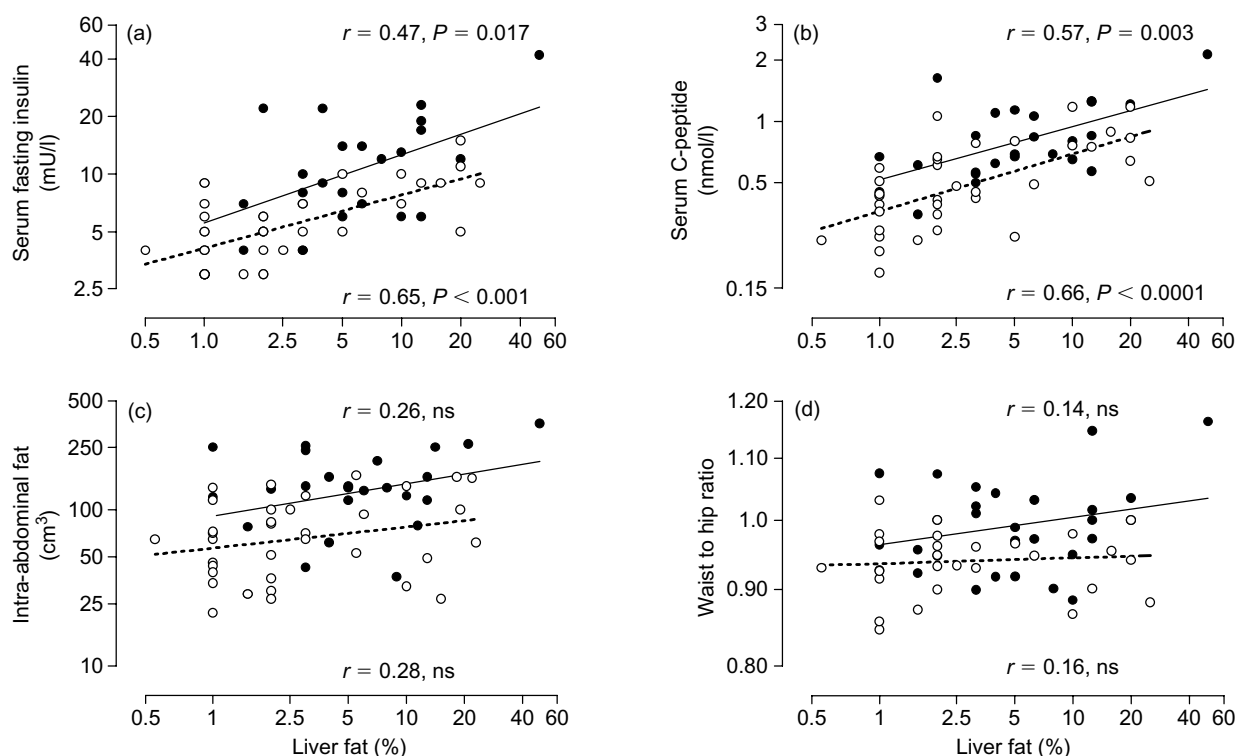 (a)
r = 0.47, P = 0.017
60
40
20
10
5
2.5
Serum fasting insulin
(mU/l)
r = 0.65, P < 0.001
0.5 1.0 2.5 5 10 20 40 60
(b)
r = 0.57, P = 0.003
3
2
1
0.5
0.15
Serum C-peptide
(nmol/l)
r = 0.66, P < 0.0001
0.5 1.0 2.5 5 10 20 40 60
(c)
r = 0.26, ns
500
250
100
50
25
10
Intra-abdominal fat
(cm³)
r = 0.28, ns
0.5 1 2.5 5 10 20 40 60
Liver fat (%)
(d)
r = 0.14, ns
1.20
1.10
1.0
0.90
0.80
Waist to hip ratio
r = 0.16, ns
0.5 1 2.5 5 10 20 40 60
Liver fat (%)